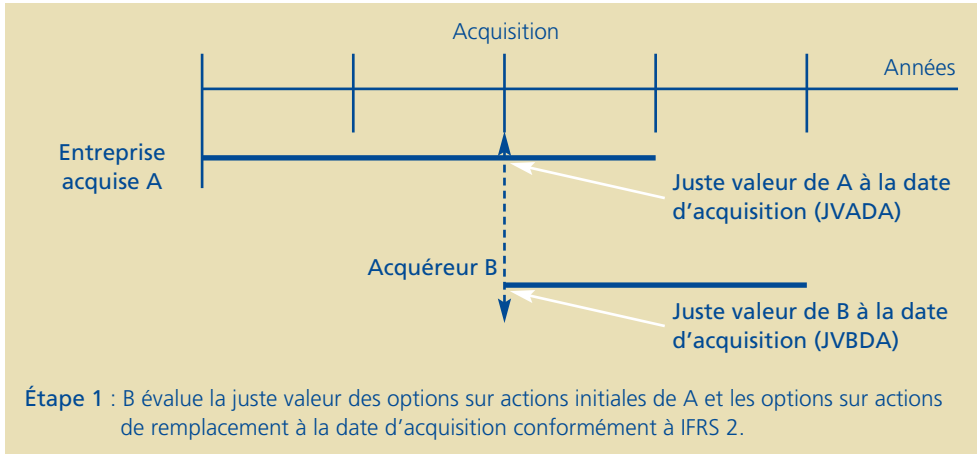 Acquisition
Années
Entreprise
acquise A
Juste valeur de A à la date
d'acquisition (JVADA)
Acquéreur B
Juste valeur de B à la date
d'acquisition (JVBDA)
Étape 1 : B évalue la juste valeur des options sur actions initiales de A et les options sur actions
de remplacement à la date d'acquisition conformément à IFRS 2.